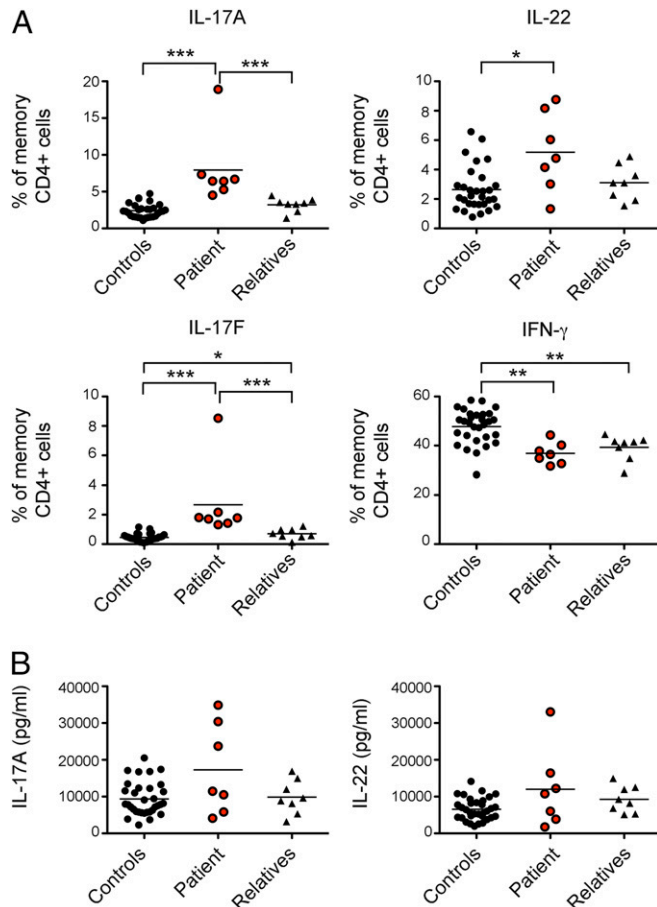 A
IL-17A
IL-22
***
***
*
% of memory
CD4+ cells
20
15
10
5
0
Controls
Patient
Relatives
% of memory
CD4+ cells
10
8
6
4
2
0
Controls
Patient
Relatives
IL-17F
IFN-γ
*
***
***
**
**
% of memory
CD4+ cells
10
8
6
4
2
0
Controls
Patient
Relatives
% of memory
CD4+ cells
60
40
20
0
Controls
Patient
Relatives
B
IL-17A (pg/ml)
40000
30000
20000
10000
0
Controls
Patient
Relatives
IL-22 (pg/ml)
40000
30000
20000
10000
0
Controls
Patient
Relatives